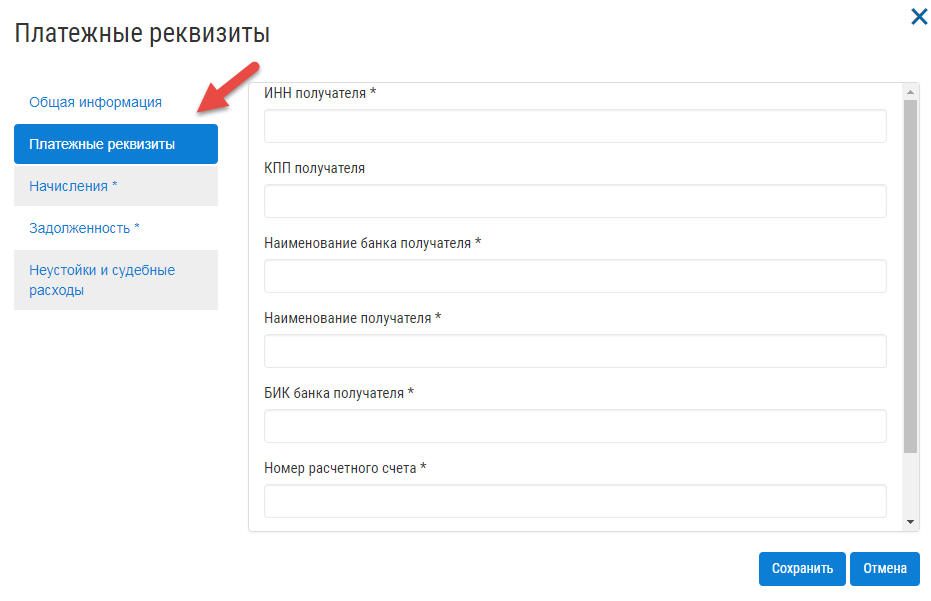 Платежные реквизиты
Общая информация
Платежные реквизиты
Начисления *
Задолженность *
Неустойки и судебные
расходы
ИНН получателя *
КПП получателя
Наименование банка получателя *
Наименование получателя *
БИК банка получателя *
Номер расчетного счета *
Сохранить
Отмена